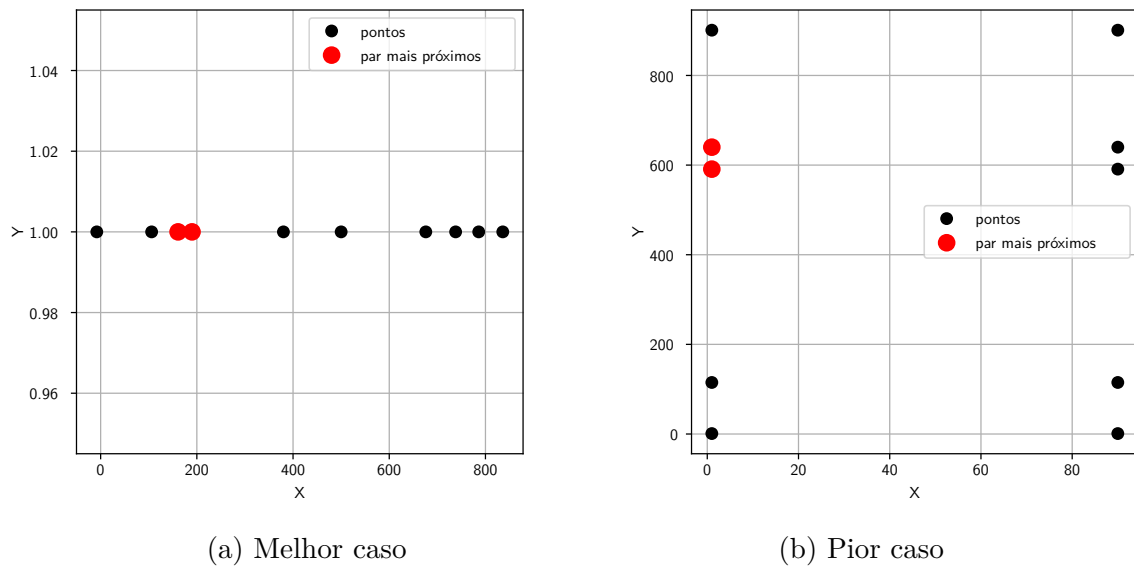 pontos
par mais próximos
1.04
1.02
1.00
0.98
0.96
Y
0
200
400
600
800
X
(a) Melhor caso
800
600
400
200
0
Y
pontos
par mais próximos
0
20
40
60
80
X
(b) Pior caso